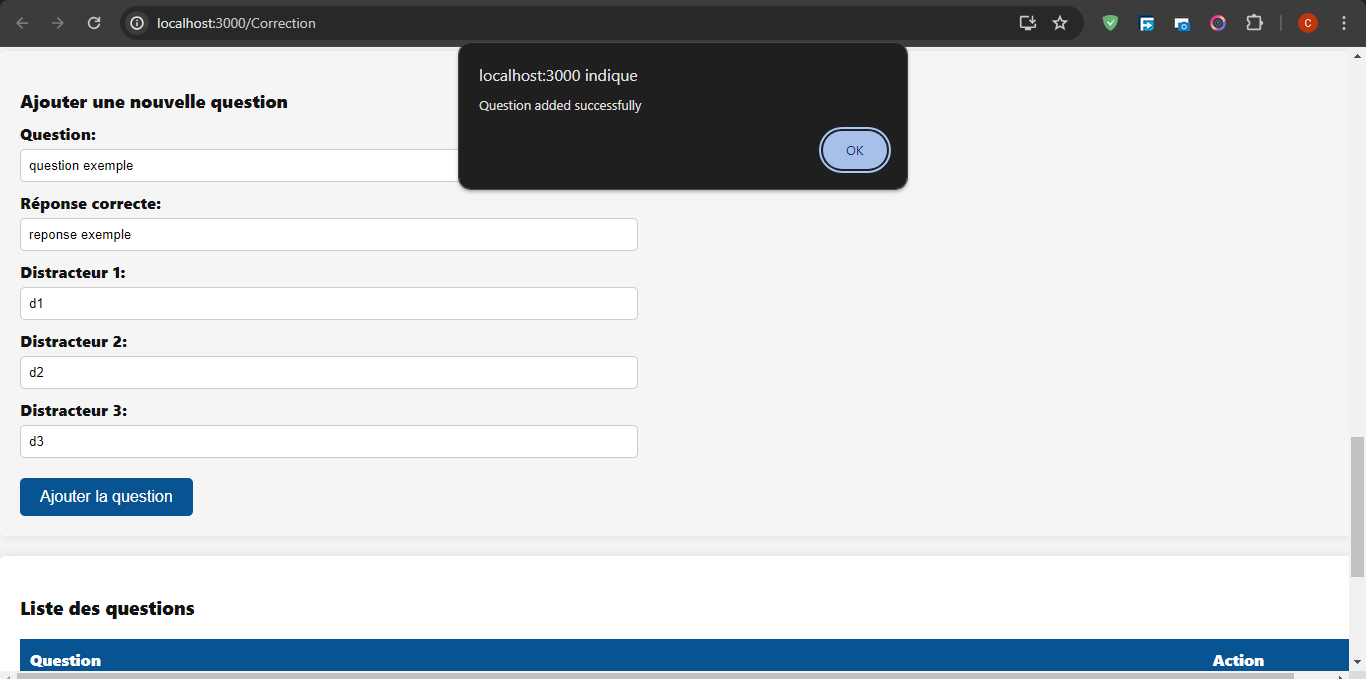 localhost:3000/Correction
C
localhost:3000 indique
Question added successfully
OK
Ajouter une nouvelle question
Question:
question exemple
Réponse correcte:
reponse exemple
Distracteur 1:
d1
Distracteur 2:
d2
Distracteur 3:
d3
Ajouter la question
Liste des questions
Question Action